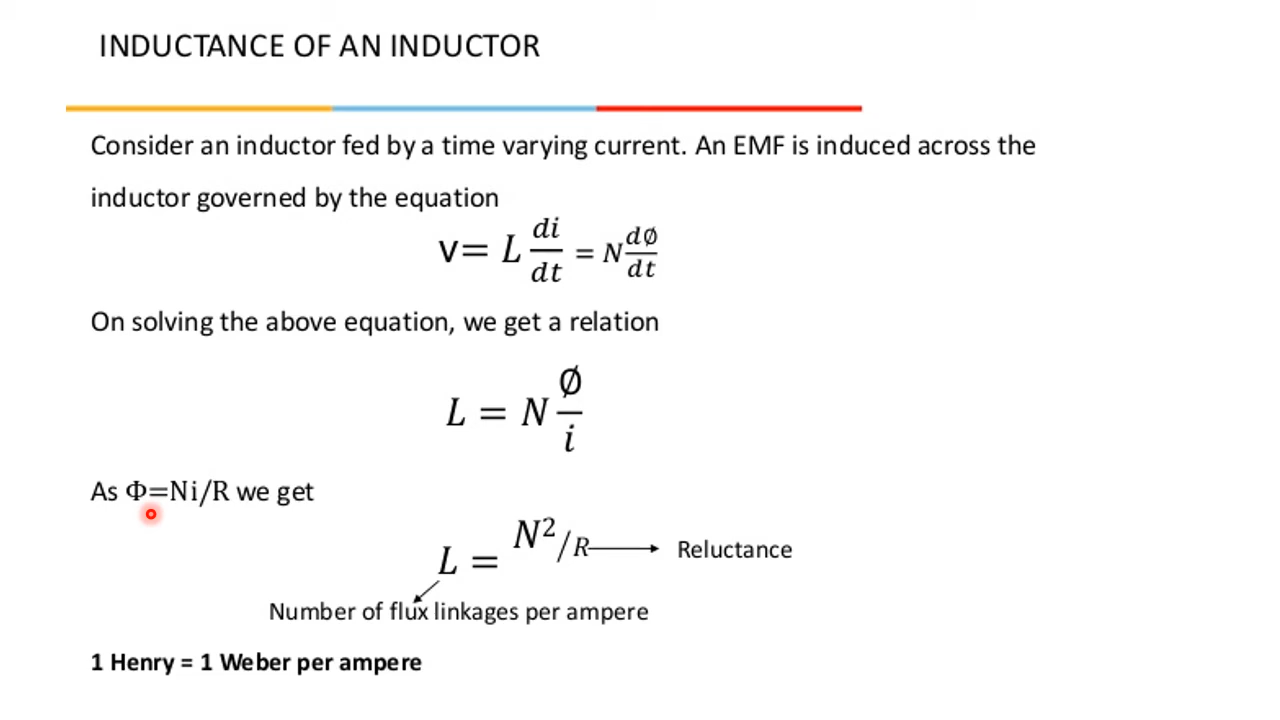 INDUCTANCE OF AN INDUCTOR
Consider an inductor fed by a time varying current. An EMF is induced across the
inductor governed by the equation
v= L di/dt = N d∅/dt
On solving the above equation, we get a relation
L = N ∅/i
As Φ=Ni/R we get
L = N²/R Reluctance
Number of flux linkages per ampere
1 Henry = 1 Weber per ampere